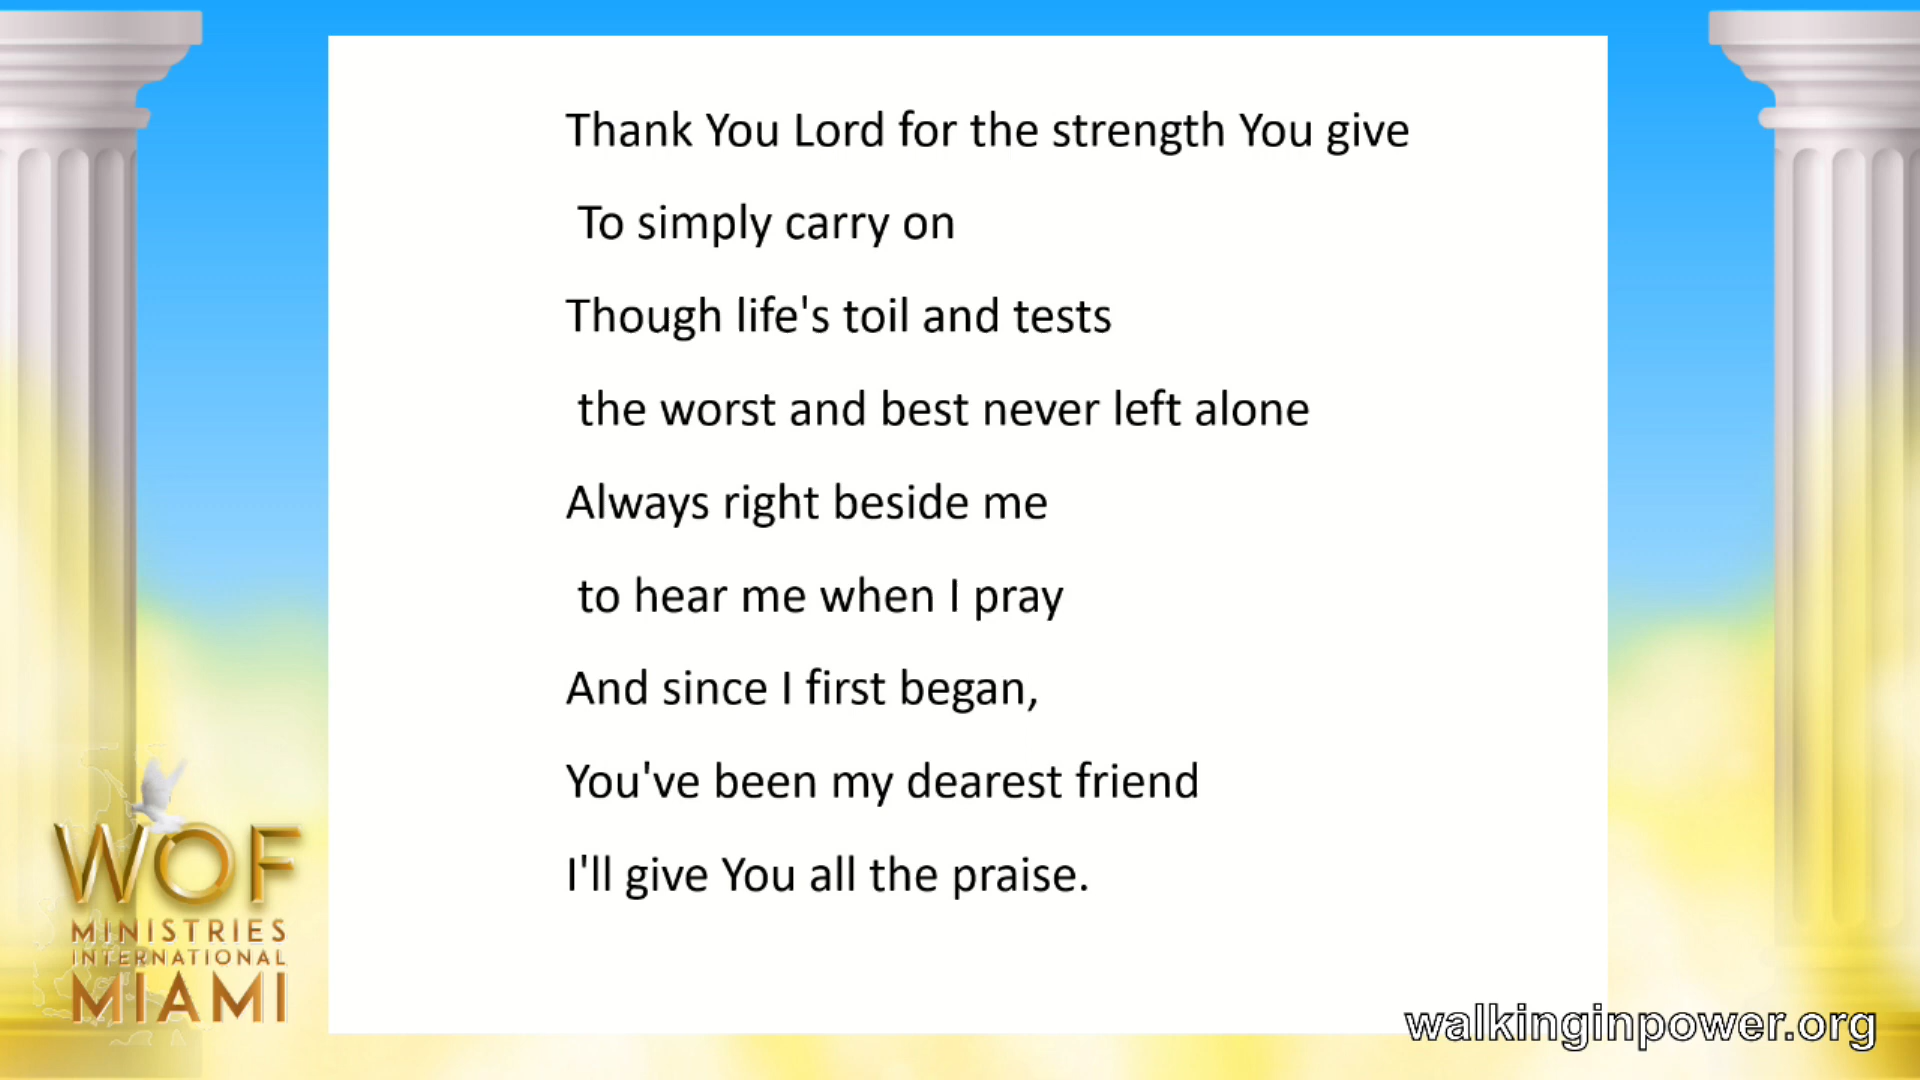 Thank You Lord for the strength You give
To simply carry on
Though life's toil and tests
the worst and best never left alone
Always right beside me
to hear me when I pray
And since I first began,
You've been my dearest friend
I'll give You all the praise.
WOF
MINISTRIES
INTERNATIONAL
MIAMI
walkinginpower.org